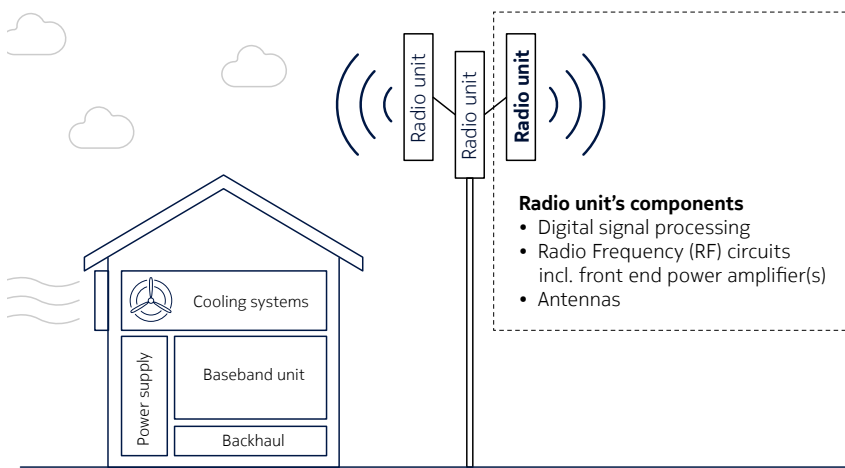 Radio unit
Radio unit
Radio unit
Radio unit's components
• Digital signal processing
• Radio Frequency (RF) circuits
incl. front end power amplifier(s)
• Antennas
Cooling systems
Power supply
Baseband unit
Backhaul